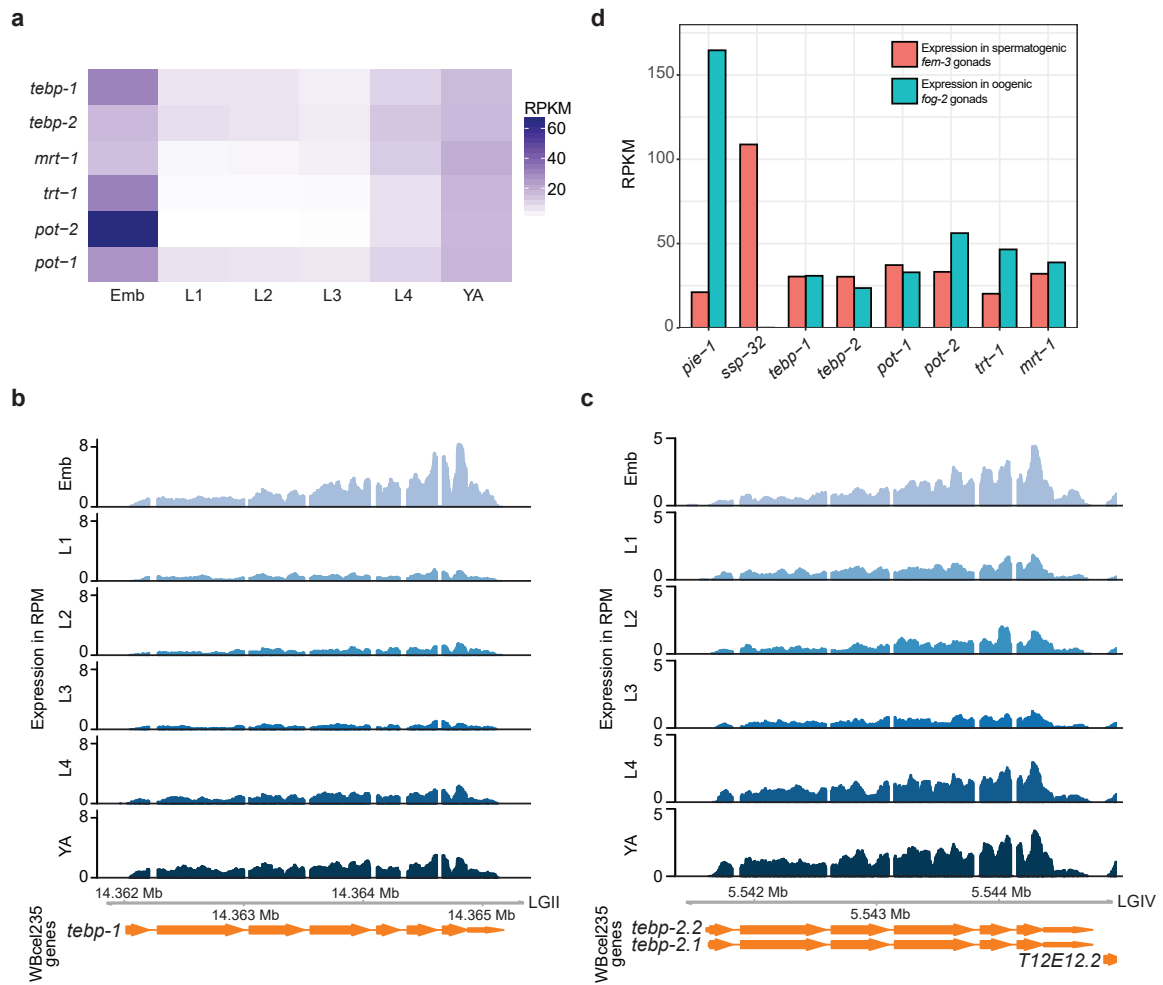 a
tebp−1
tebp−2
mrt−1
trt−1
pot−2
pot−1
Emb L1 L2 L3 L4 YA
RPKM
60
40
20
d
RPKM
150
100
50
0
Expression in spermatogenic
fem-3 gonads
Expression in oogenic
fog-2 gonads
pie−1 ssp−32 tebp−1 tebp−2 pot−1 pot−2 trt−1 mrt−1
b
Expression in RPM
Emb
8
0
L1
8
0
L2
8
0
L3
8
0
L4
8
0
YA
8
0
14.362 Mb 14.364 Mb
LGII
14.363 Mb 14.365 Mb
WBcel235
genes
tebp-1
c
Expression in RPM
Emb
5
0
L1
5
0
L2
5
0
L3
5
0
L4
5
0
YA
5
0
5.542 Mb 5.544 Mb
LGIV
5.543 Mb
WBcel235
genes
tebp-2.2
tebp-2.1
T12E12.2